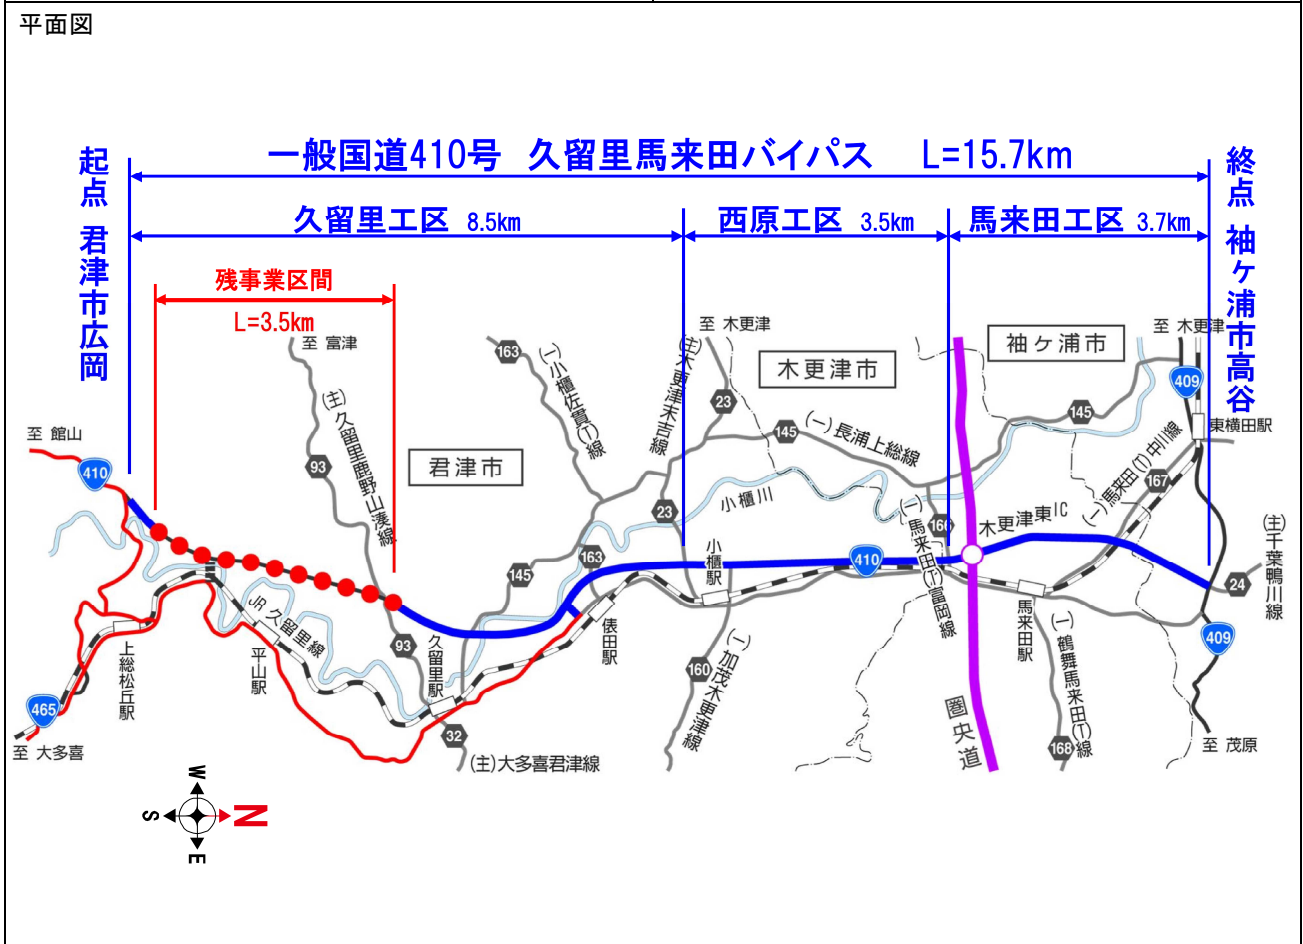 平面図
一般国道410号 久留里馬来田バイパス L=15.7km
起点 君津市広岡
終点 袖ヶ浦市高谷
久留里工区 8.5km
西原工区 3.5km
馬来田工区 3.7km
残事業区間
L=3.5km
至 富津
至 木更津
至 木更津
163
(一)小櫃佐貫(T)線
(主)木更津末吉線
木更津市
袖ケ浦市
409
23
145
145
(一)長浦上総線
東横田駅
至 館山
410
(主)久留里鹿野山湊線
93
君津市
(一)馬来田(T)中川線
167
小櫃川
23
166
(一)馬来田(T)富岡線
木更津東IC
(主)千葉鴨川線
163
145
小櫃駅
410
24
JR 久留里線
93
久留里駅
俵田駅
馬来田駅
409
上総松丘駅
平山駅
(一)加茂木更津線
160
(一)鶴舞馬来田(T)線
465
32
圏央道
168
至 茂原
至 大多喜
(主)大多喜君津線
W
S
N
E